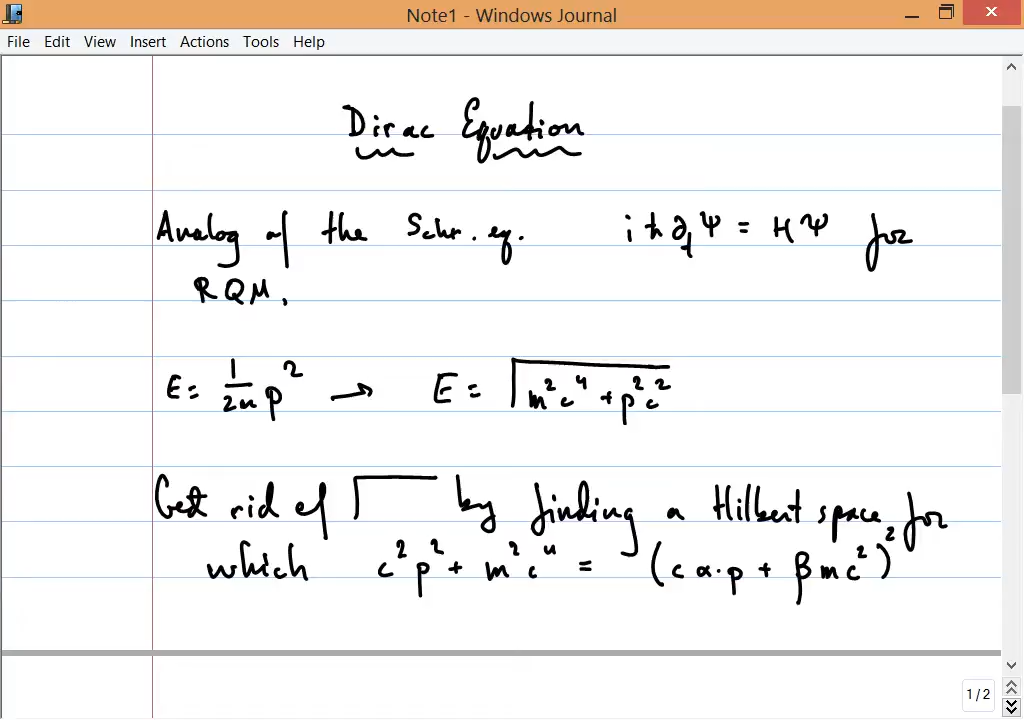 Note1 - Windows Journal
File Edit View Insert Actions Tools Help
Dirac Equation
Analog of the Schr. eq. iħ∂ₜΨ = HΨ for
RQM.
E = 1/2m p² → E = √(m²c⁴ + p²c²)
Get rid of √ by finding a Hilbert space for
which c²p² + m²c⁴ = (c α·p + βmc²)²
1 / 2